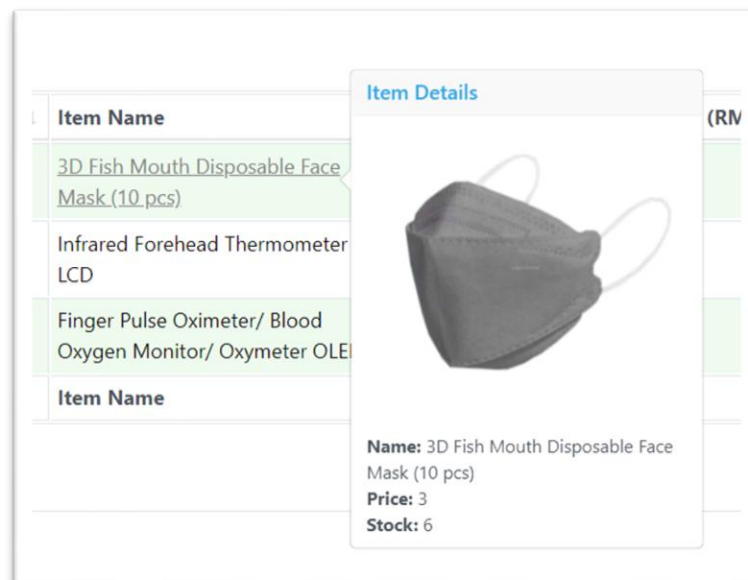 Item Details
Item Name
(RM
3D Fish Mouth Disposable Face
Mask (10 pcs)
Infrared Forehead Thermometer
LCD
Finger Pulse Oximeter/ Blood
Oxygen Monitor/ Oxymeter OLE
Item Name
Name: 3D Fish Mouth Disposable Face
Mask (10 pcs)
Price: 3
Stock: 6